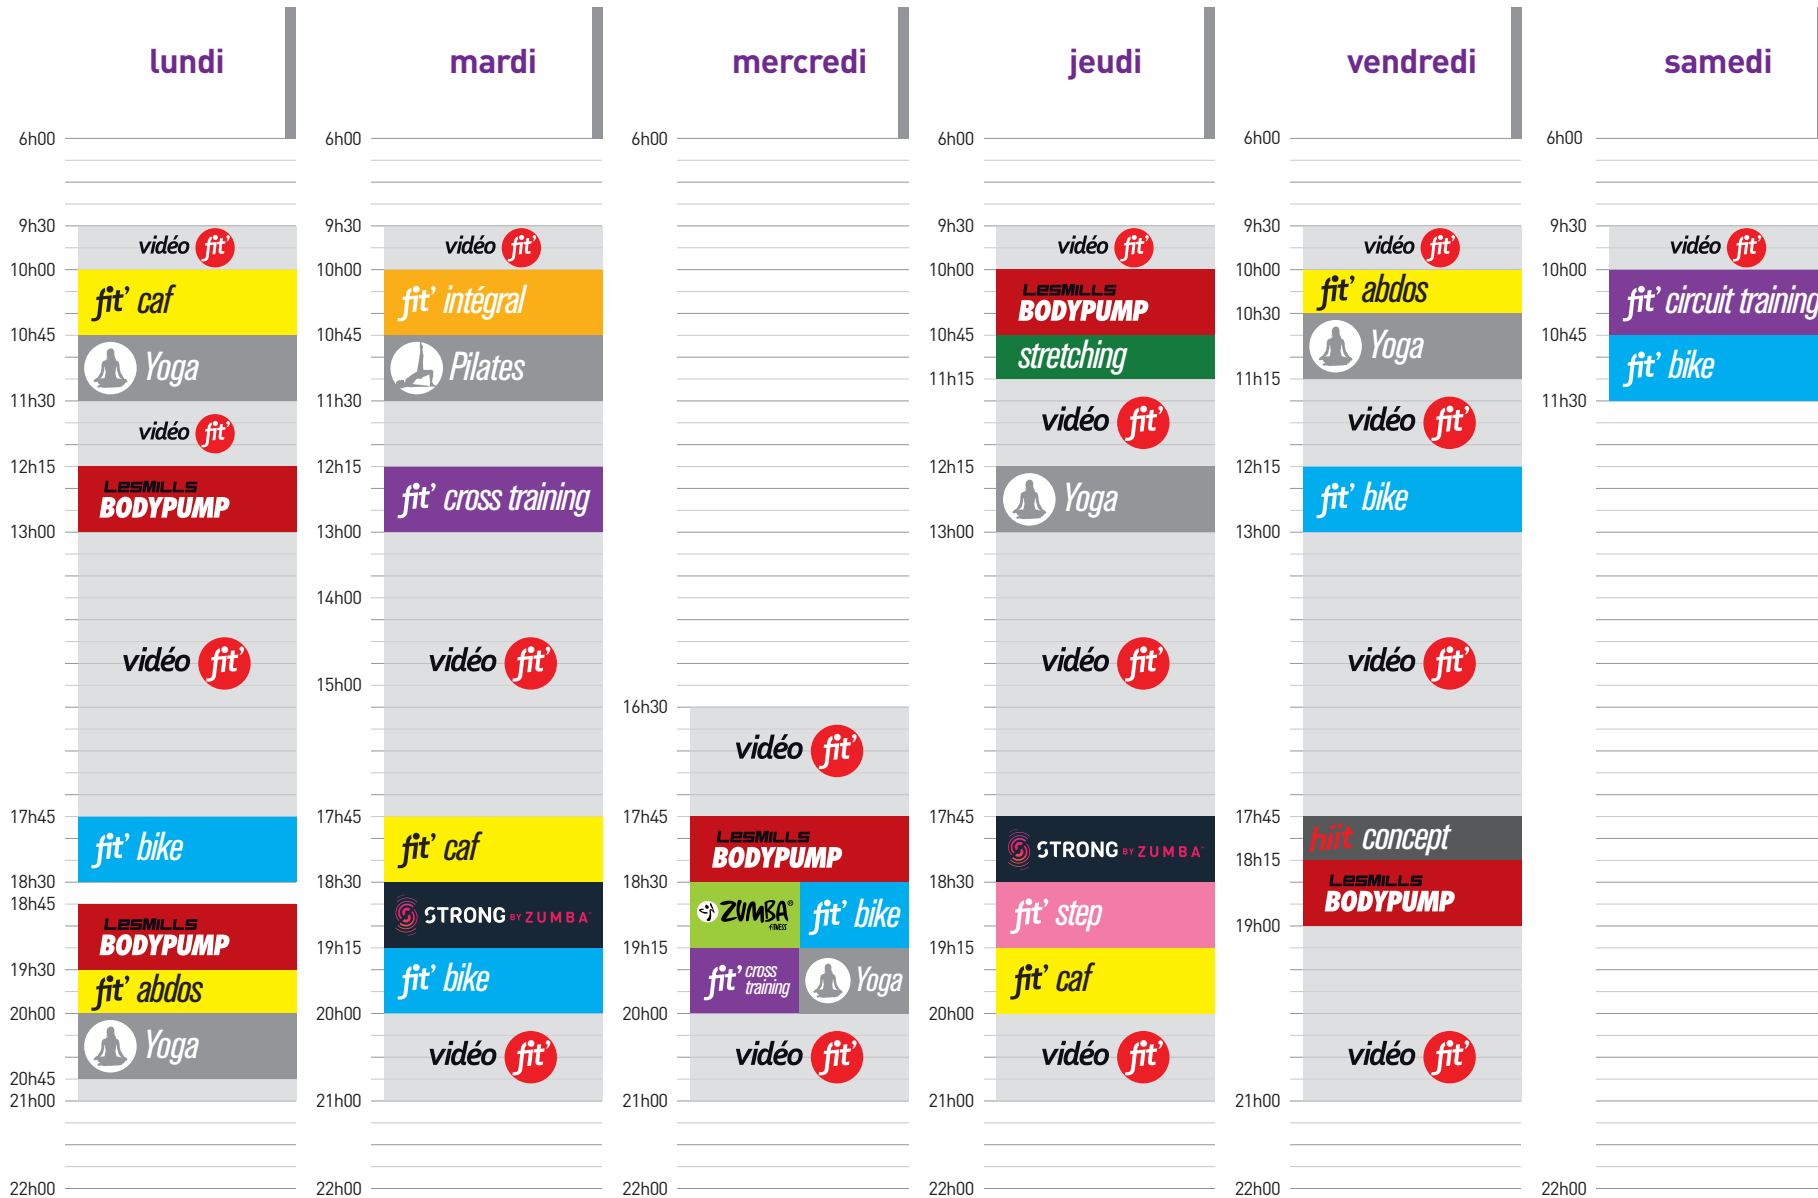 lundi
6h00
9h30
vidéo fit'
10h00
fit' caf
10h45
Yoga
11h30
vidéo fit'
12h15
LesMILLS
BODYPUMP
13h00
vidéo fit'
17h45
fit' bike
18h30
18h45
LesMILLS
BODYPUMP
19h30
fit' abdos
20h00
Yoga
20h45
21h00
22h00
mardi
6h00
9h30
vidéo fit'
10h00
fit' intégral
10h45
Pilates
11h30
12h15
fit' cross training
13h00
14h00
vidéo fit'
15h00
17h45
fit' caf
18h30
STRONG BY ZUMBA
19h15
fit' bike
20h00
vidéo fit'
21h00
22h00
mercredi
6h00
16h30
vidéo fit'
17h45
LesMILLS
BODYPUMP
18h30
ZUMBA® FITNESS
fit' bike
19h15
fit' cross training
Yoga
20h00
vidéo fit'
21h00
22h00
jeudi
6h00
9h30
vidéo fit'
10h00
LesMILLS
BODYPUMP
10h45
stretching
11h15
vidéo fit'
12h15
Yoga
13h00
vidéo fit'
17h45
STRONG BY ZUMBA
18h30
fit' step
19h15
fit' caf
20h00
vidéo fit'
21h00
22h00
vendredi
6h00
9h30
vidéo fit'
10h00
fit' abdos
10h30
Yoga
11h15
vidéo fit'
12h15
fit' bike
13h00
vidéo fit'
17h45
hiit concept
18h15
LesMILLS
BODYPUMP
19h00
vidéo fit'
21h00
22h00
samedi
6h00
9h30
vidéo fit'
10h00
fit' circuit training
10h45
fit' bike
11h30
22h00